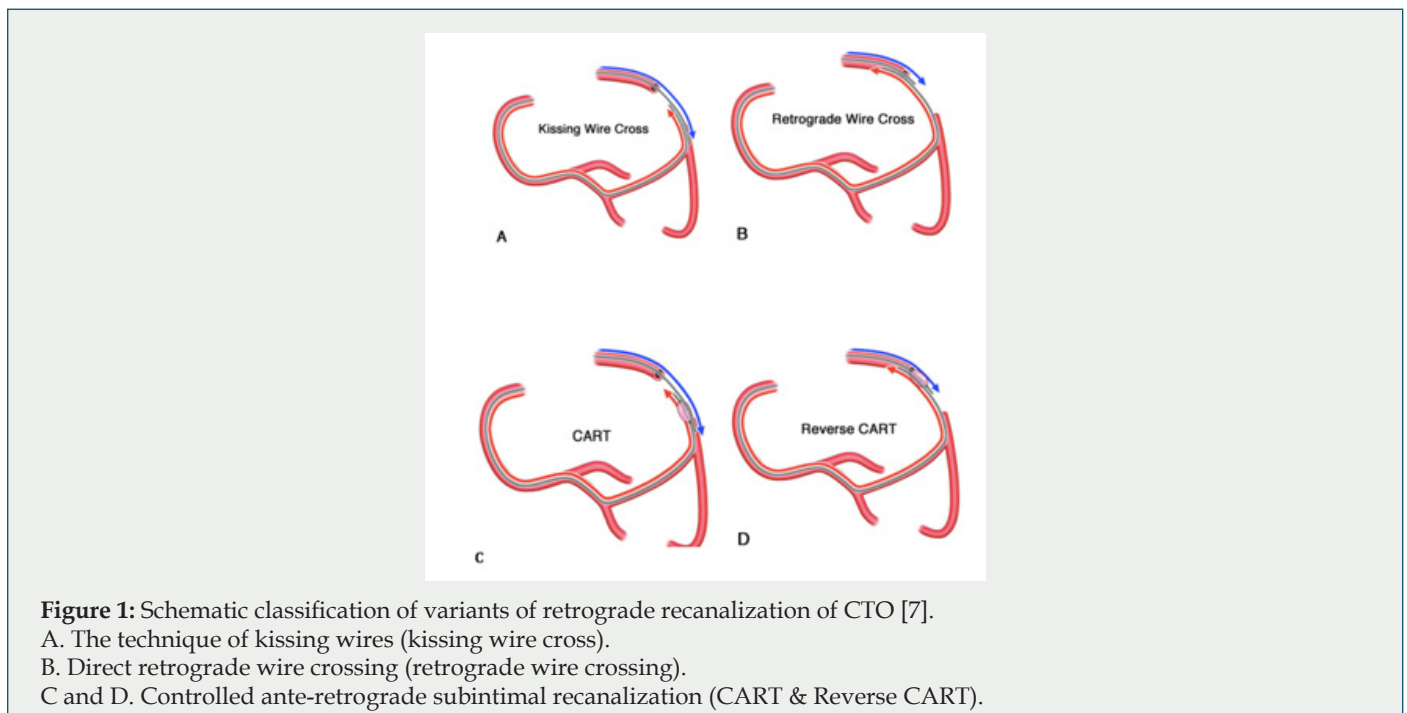 Kissing Wire Cross
A
Retrograde Wire Cross
B
CART
C
Reverse CART
D
Figure 1: Schematic classification of variants of retrograde recanalization of CTO [7].
A. The technique of kissing wires (kissing wire cross).
B. Direct retrograde wire crossing (retrograde wire crossing).
C and D. Controlled ante-retrograde subintimal recanalization (CART & Reverse CART).